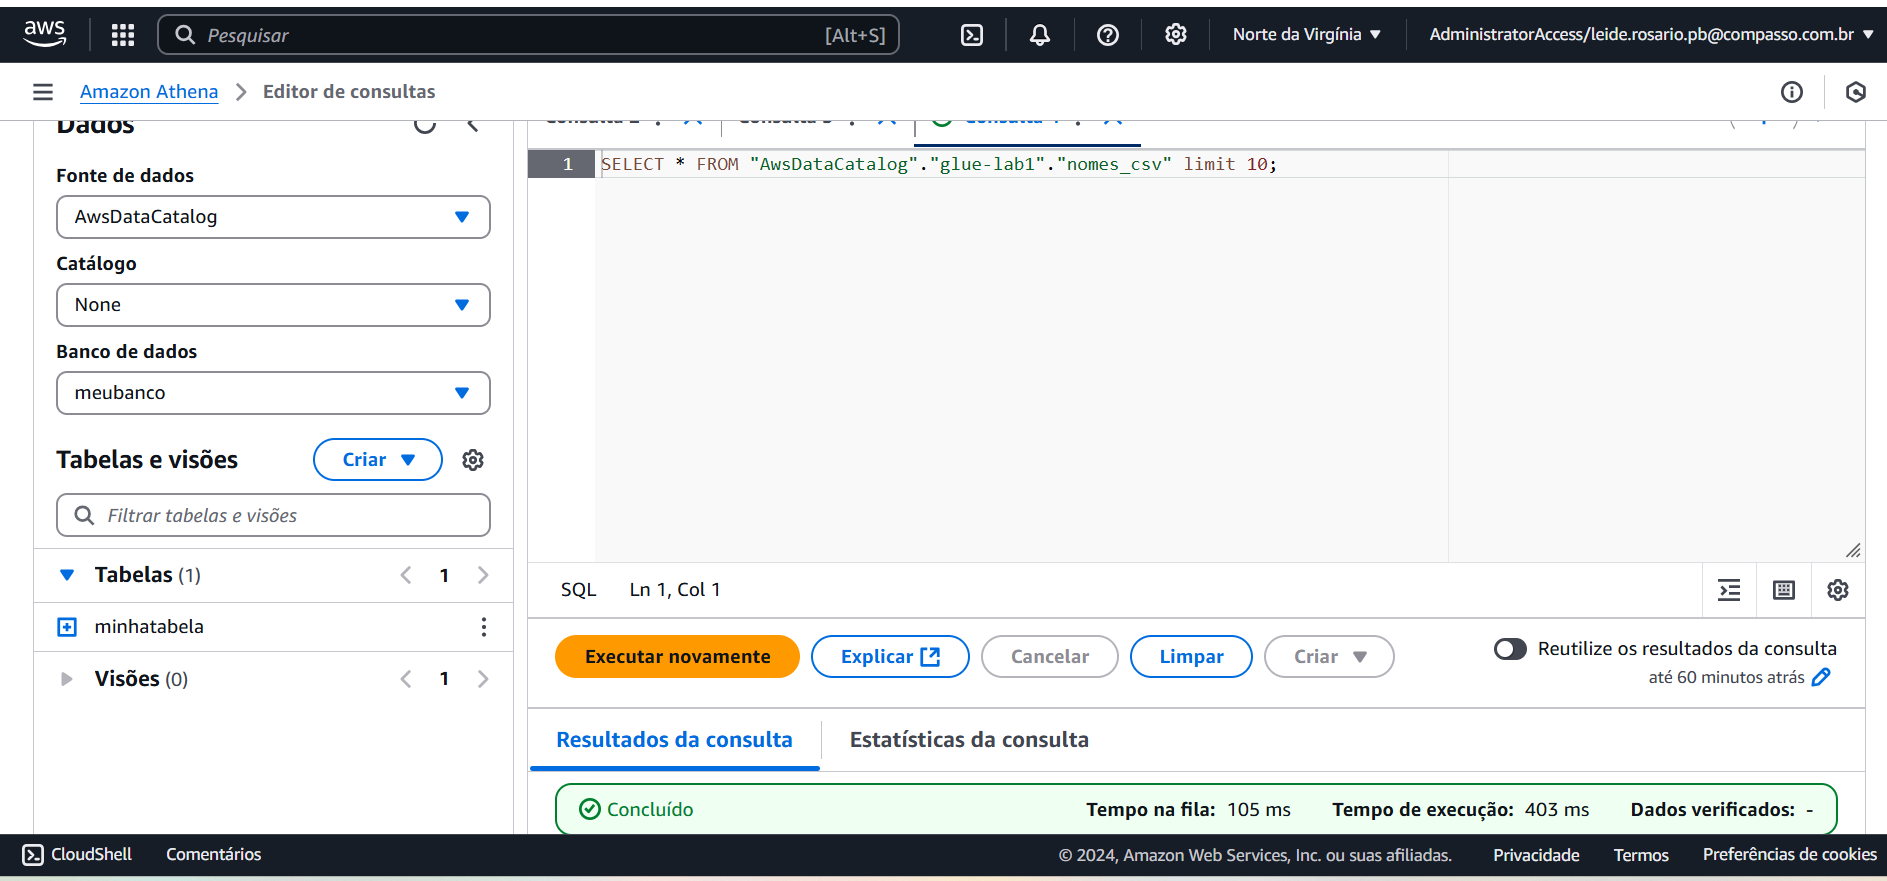 aws
Pesquisar [Alt+S]
Norte da Virgínia
AdministratorAccess/leide.rosario.pb@compasso.com.br
Amazon Athena > Editor de consultas
Dados
Fonte de dados
AwsDataCatalog
Catálogo
None
Banco de dados
meubanco
Tabelas e visões
Criar
Filtrar tabelas e visões
Tabelas (1)
1
minhatabela
Visões (0)
1
1 SELECT * FROM "AwsDataCatalog"."glue-lab1"."nomes_csv" limit 10;
SQL Ln 1, Col 1
Executar novamente
Explicar
Cancelar
Limpar
Criar
Reutilize os resultados da consulta
até 60 minutos atrás
Resultados da consulta
Estatísticas da consulta
Concluído
Tempo na fila: 105 ms
Tempo de execução: 403 ms
Dados verificados: -
CloudShell
Comentários
© 2024, Amazon Web Services, Inc. ou suas afiliadas.
Privacidade
Termos
Preferências de cookies